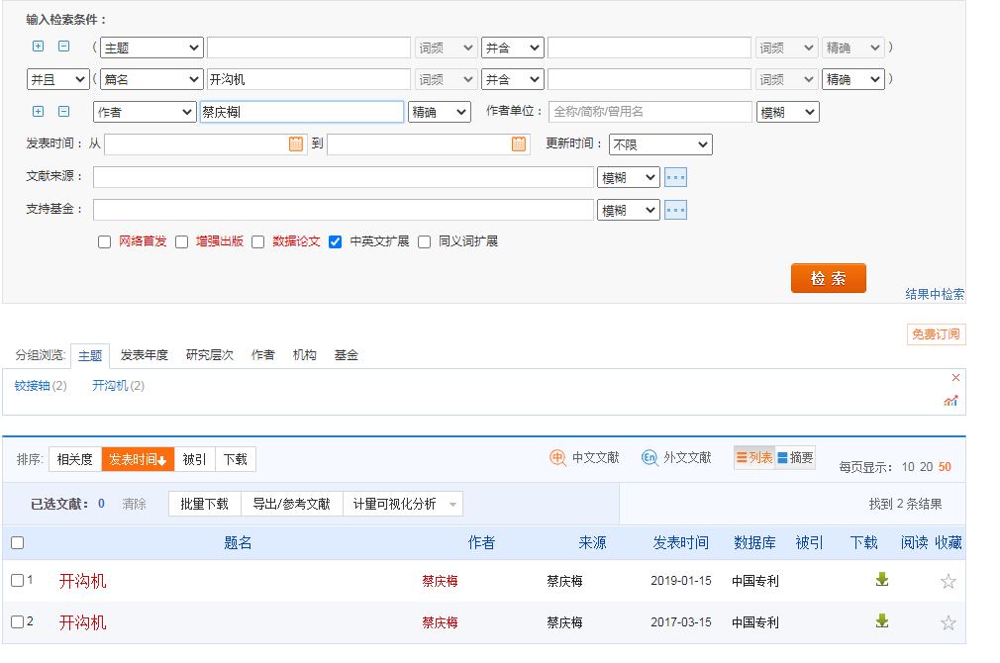 输入检索条件：
( 主题 词频 并含 词频 精确 )
并且 ( 篇名 开沟机 词频 并含 词频 精确 )
作者 蔡庆梅 精确 作者单位： 全称/简称/曾用名 模糊
发表时间： 从 到 更新时间： 不限
文献来源： 模糊 ...
支持基金： 模糊 ...
网络首发 增强出版 数据论文 中英文扩展 同义词扩展
检 索
结果中检索
免费订阅
分组浏览: 主题 发表年度 研究层次 作者 机构 基金
铰接轴(2) 开沟机(2)
排序: 相关度 发表时间↓ 被引 下载 中 中文文献 En 外文文献 列表 摘要 每页显示： 10 20 50
已选文献： 0 清除 批量下载 导出/参考文献 计量可视化分析 找到 2 条结果
题名 作者 来源 发表时间 数据库 被引 下载 阅读 收藏
1 开沟机 蔡庆梅 蔡庆梅 2019-01-15 中国专利
2 开沟机 蔡庆梅 蔡庆梅 2017-03-15 中国专利